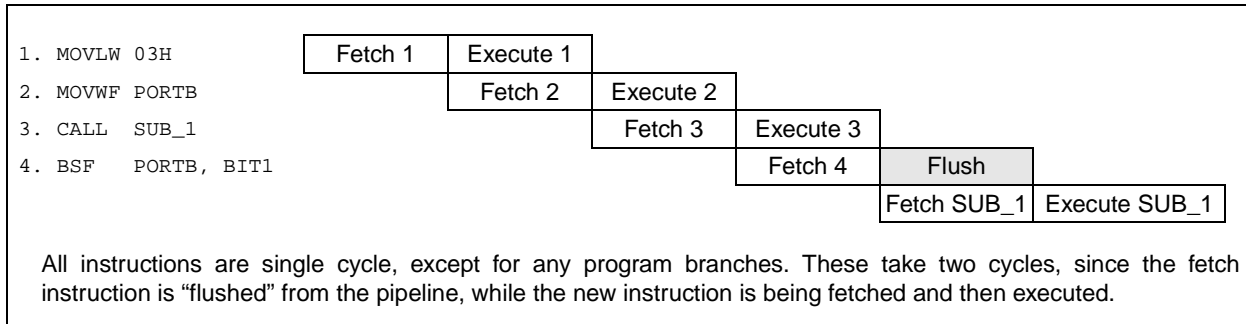 1. MOVLW 03H Fetch 1 Execute 1
2. MOVWF PORTB Fetch 2 Execute 2
3. CALL SUB_1 Fetch 3 Execute 3
4. BSF PORTB, BIT1 Fetch 4 Flush
Fetch SUB_1 Execute SUB_1
All instructions are single cycle, except for any program branches. These take two cycles, since the fetch
instruction is “flushed” from the pipeline, while the new instruction is being fetched and then executed.